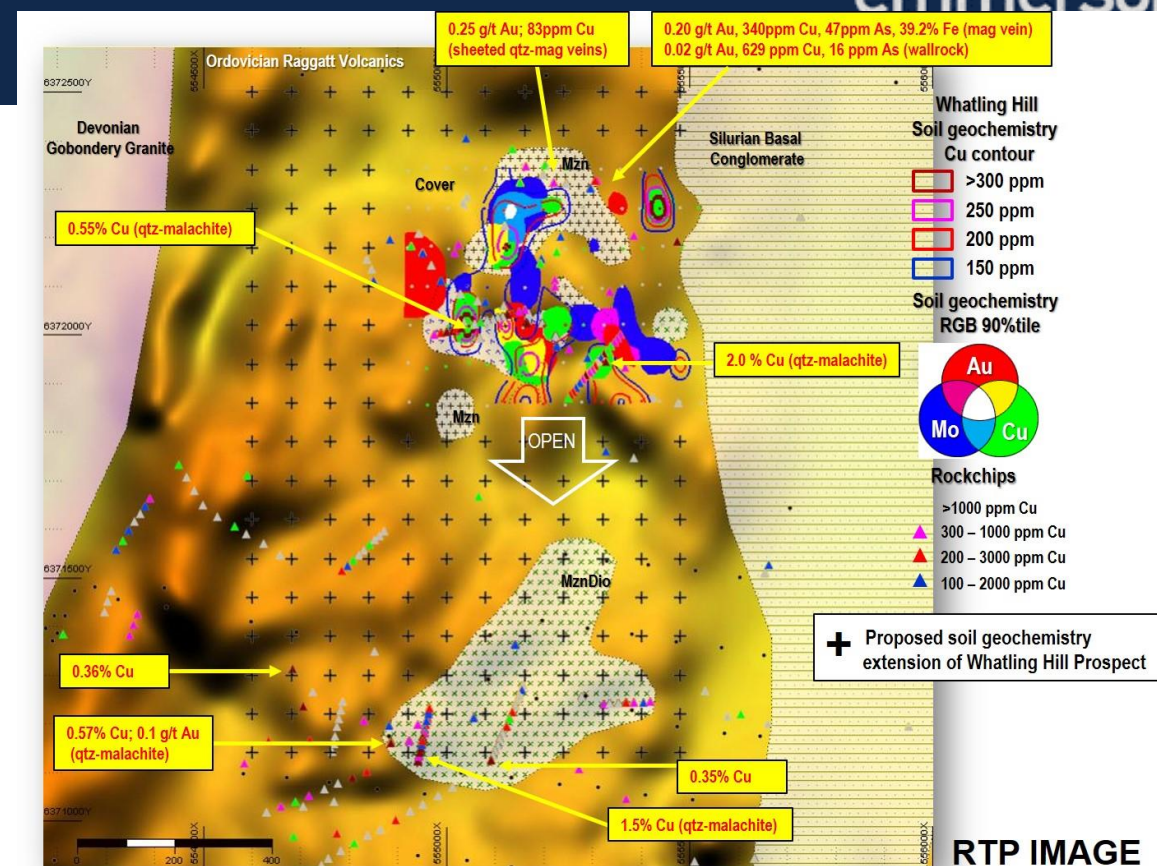 emmerson
0.25 g/t Au; 83ppm Cu
(sheeted qtz-mag veins)
0.20 g/t Au, 340ppm Cu, 47ppm As, 39.2% Fe (mag vein)
0.02 g/t Au, 629 ppm Cu, 16 ppm As (wallrock)
Ordovician Raggatt Volcanics
6372500Y
Devonian
Gobondery Granite
Silurian Basal
Conglomerate
Cover
Mzn
0.55% Cu (qtz-malachite)
6372000Y
2.0 % Cu (qtz-malachite)
Mzn
OPEN
MznDio
0.36% Cu
0.57% Cu; 0.1 g/t Au
(qtz-malachite)
0.35% Cu
1.5% Cu (qtz-malachite)
6371000Y
0
200
400
Whatling Hill
Soil geochemistry
Cu contour
>300 ppm
250 ppm
200 ppm
150 ppm
Soil geochemistry
RGB 90%tile
Au
Mo
Cu
Rockchips
>1000 ppm Cu
300 – 1000 ppm Cu
200 – 3000 ppm Cu
100 – 2000 ppm Cu
+ Proposed soil geochemistry
extension of Whatling Hill Prospect
RTP IMAGE